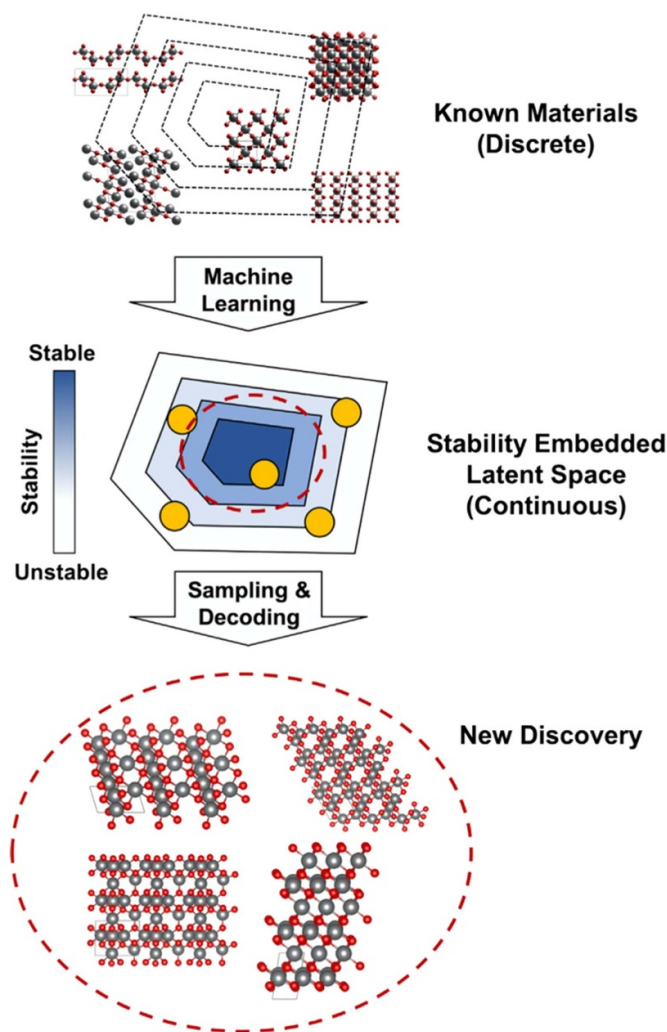 Known Materials
(Discrete)
Machine
Learning
Stable
Stability
Unstable
Stability Embedded
Latent Space
(Continuous)
Sampling &
Decoding
New Discovery